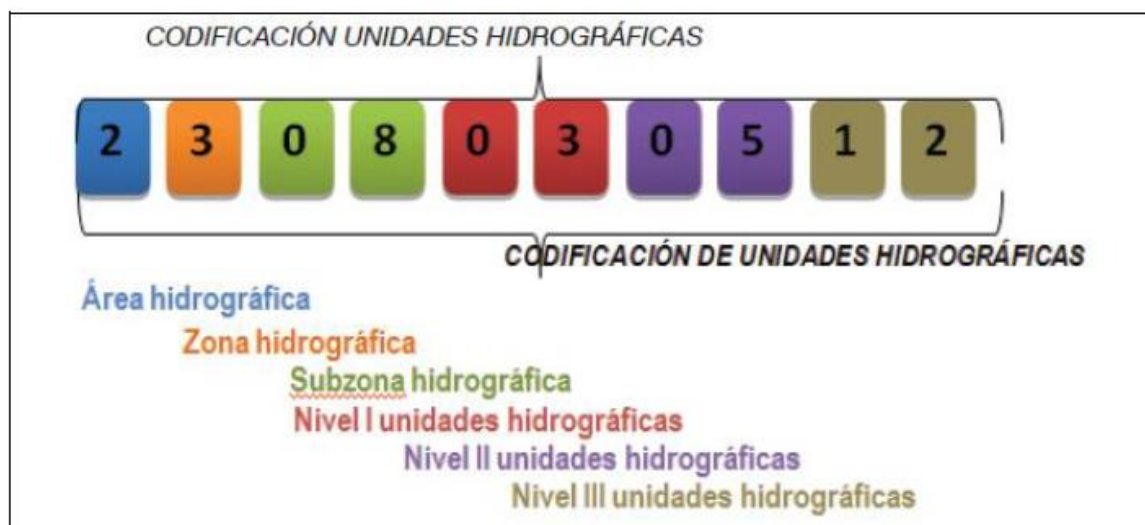 CODIFICACIÓN UNIDADES HIDROGRÁFICAS
2 3 0 8 0 3 0 5 1 2
CODIFICACIÓN DE UNIDADES HIDROGRÁFICAS
Área hidrográfica
Zona hidrográfica
Subzona hidrográfica
Nivel I unidades hidrográficas
Nivel II unidades hidrográficas
Nivel III unidades hidrográficas